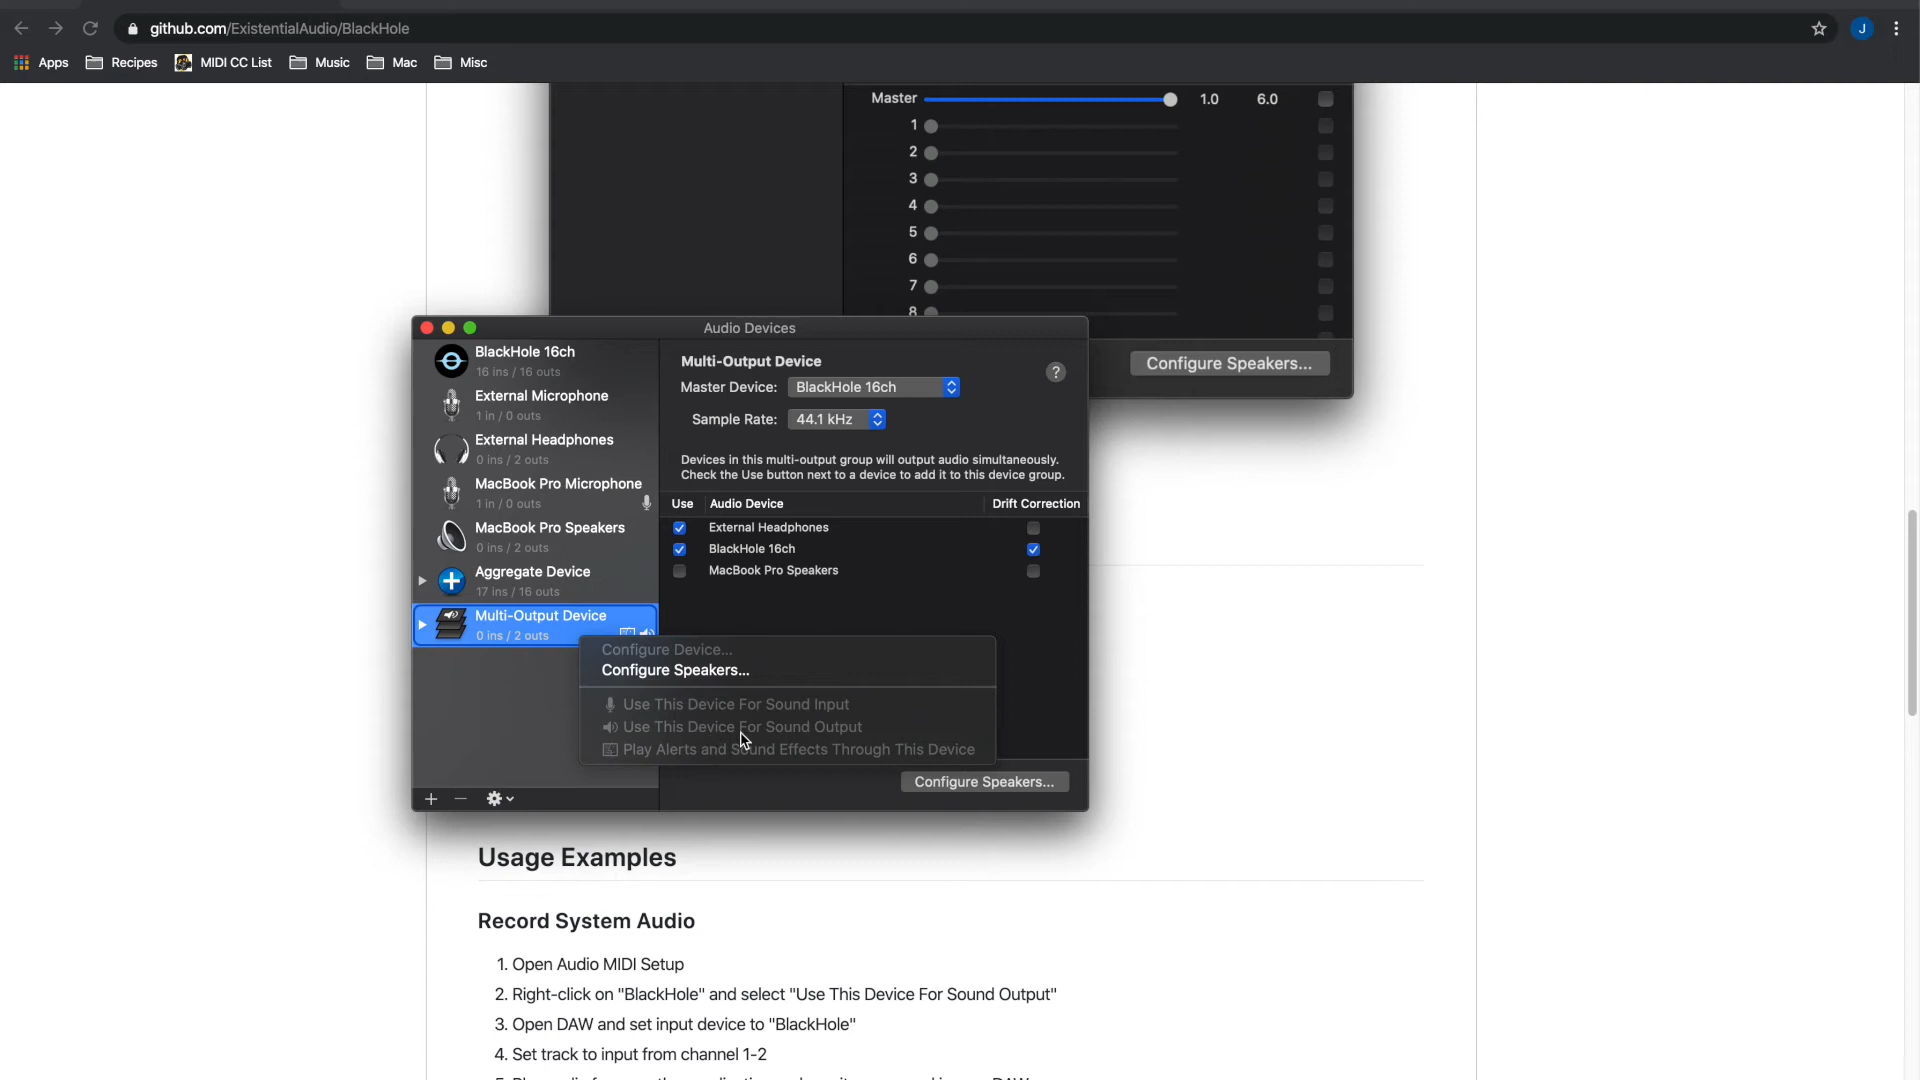 github.com/ExistentialAudio/BlackHole
J
Apps
Recipes
MIDI CC List
Music
Mac
Misc
Master 1.0 6.0
1
2
3
4
5
6
7
8
Configure Speakers...
Audio Devices
BlackHole 16ch
16 ins / 16 outs
External Microphone
1 in / 0 outs
External Headphones
0 ins / 2 outs
MacBook Pro Microphone
1 in / 0 outs
MacBook Pro Speakers
0 ins / 2 outs
Aggregate Device
17 ins / 16 outs
Multi-Output Device
0 ins / 2 outs
Multi-Output Device
?
Master Device: BlackHole 16ch
Sample Rate: 44.1 kHz
Devices in this multi-output group will output audio simultaneously.
Check the Use button next to a device to add it to this device group.
Use Audio Device Drift Correction
External Headphones
BlackHole 16ch
MacBook Pro Speakers
Configure Device...
Configure Speakers...
Use This Device For Sound Input
Use This Device For Sound Output
Play Alerts and Sound Effects Through This Device
Configure Speakers...
Usage Examples
Record System Audio
1. Open Audio MIDI Setup
2. Right-click on "BlackHole" and select "Use This Device For Sound Output"
3. Open DAW and set input device to "BlackHole"
4. Set track to input from channel 1-2